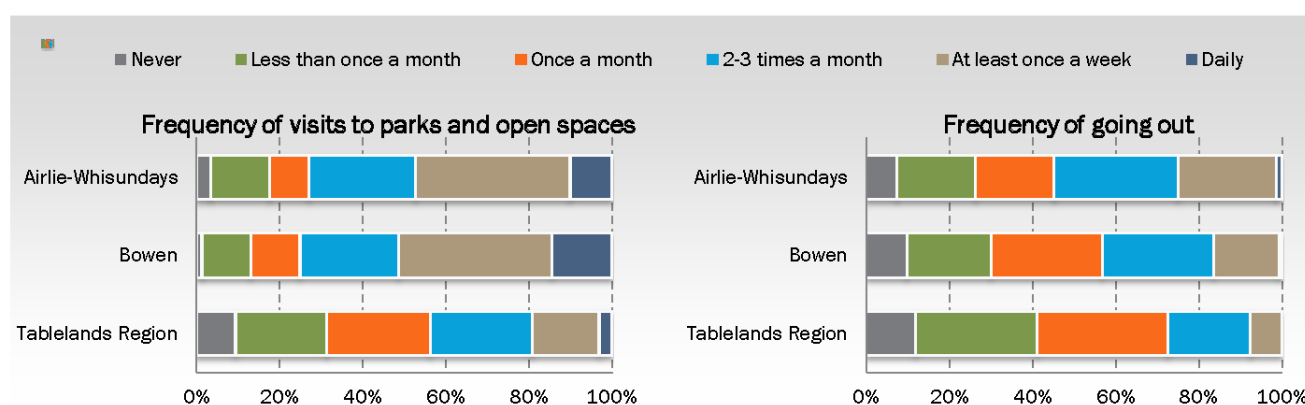 Never Less than once a month Once a month 2-3 times a month At least once a week Daily
Frequency of visits to parks and open spaces
Airlie-Whisundays
Bowen
Tablelands Region
0% 20% 40% 60% 80% 100%
Frequency of going out
Airlie-Whisundays
Bowen
Tablelands Region
0% 20% 40% 60% 80% 100%